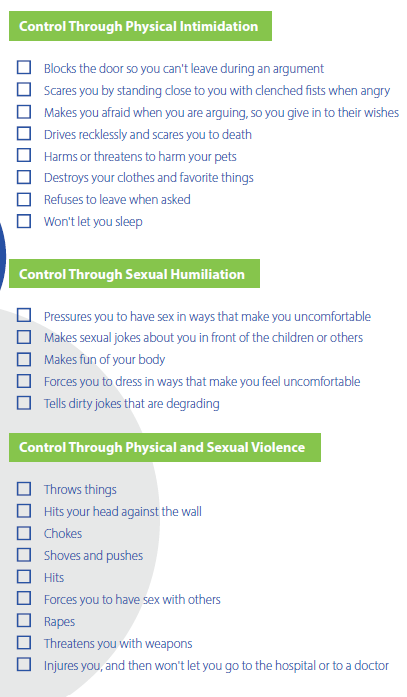 Control Through Physical Intimidation
Blocks the door so you can't leave during an argument
Scares you by standing close to you with clenched fists when angry
Makes you afraid when you are arguing, so you give in to their wishes
Drives recklessly and scares you to death
Harms or threatens to harm your pets
Destroys your clothes and favorite things
Refuses to leave when asked
Won't let you sleep
Control Through Sexual Humiliation
Pressures you to have sex in ways that make you uncomfortable
Makes sexual jokes about you in front of the children or others
Makes fun of your body
Forces you to dress in ways that make you feel uncomfortable
Tells dirty jokes that are degrading
Control Through Physical and Sexual Violence
Throws things
Hits your head against the wall
Chokes
Shoves and pushes
Hits
Forces you to have sex with others
Rapes
Threatens you with weapons
Injures you, and then won't let you go to the hospital or to a doctor